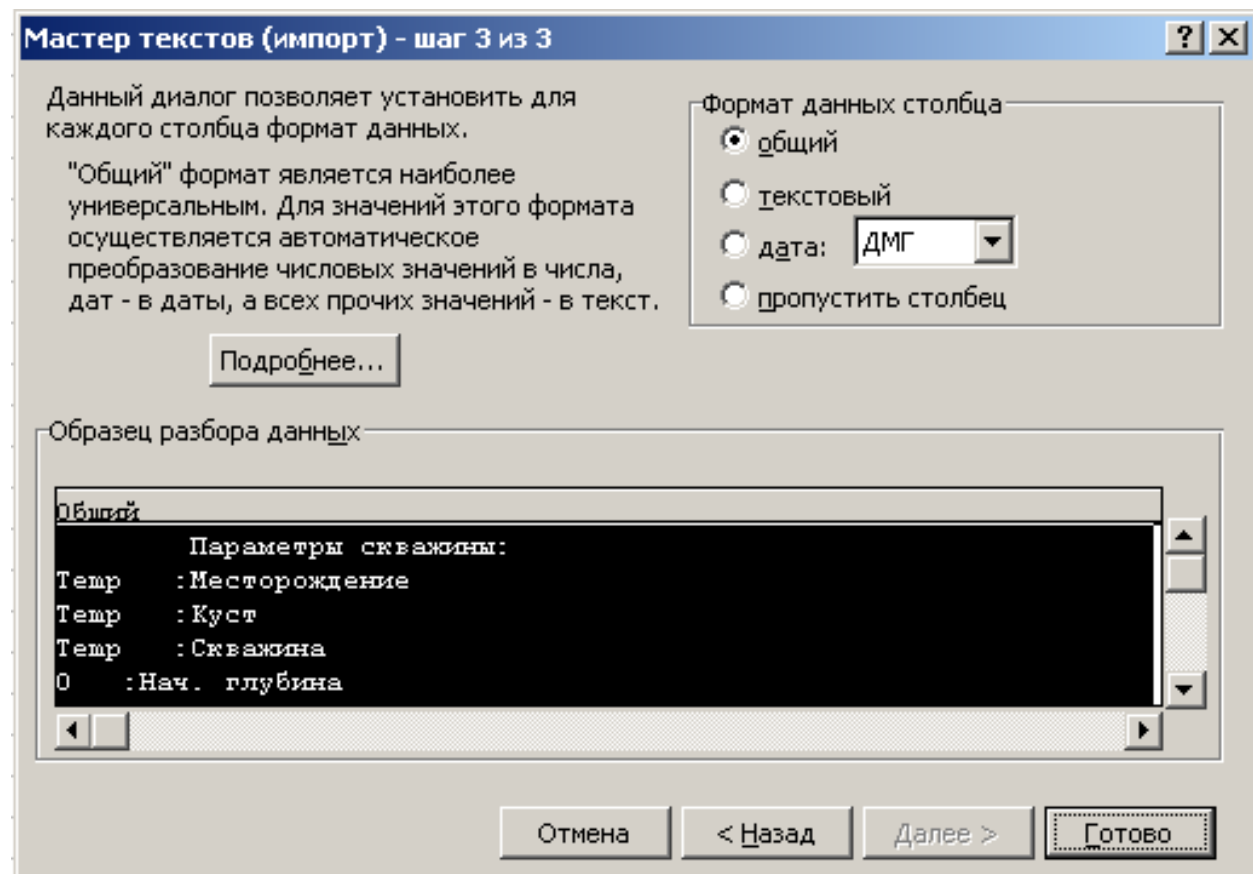 Мастер текстов (импорт) - шаг 3 из 3
Данный диалог позволяет установить для
каждого столбца формат данных.
"Общий" формат является наиболее
универсальным. Для значений этого формата
осуществляется автоматическое
преобразование числовых значений в числа,
дат - в даты, а всех прочих значений - в текст.
Подробнее...
Формат данных столбца
общий
текстовый
дата: ДМГ
пропустить столбец
Образец разбора данных
Общий
Параметры скважины:
Temp :Месторождение
Temp :Куст
Temp :Скважина
0 :Нач. глубина
Отмена
< Назад
Далее >
Готово